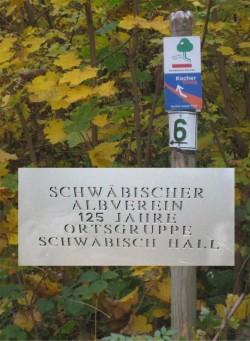 Kocher
6
SCHWÄBISCHER
ALBVEREIN
125 JAHRE
ORTSGRUPPE
SCHWÄBISCH HALL